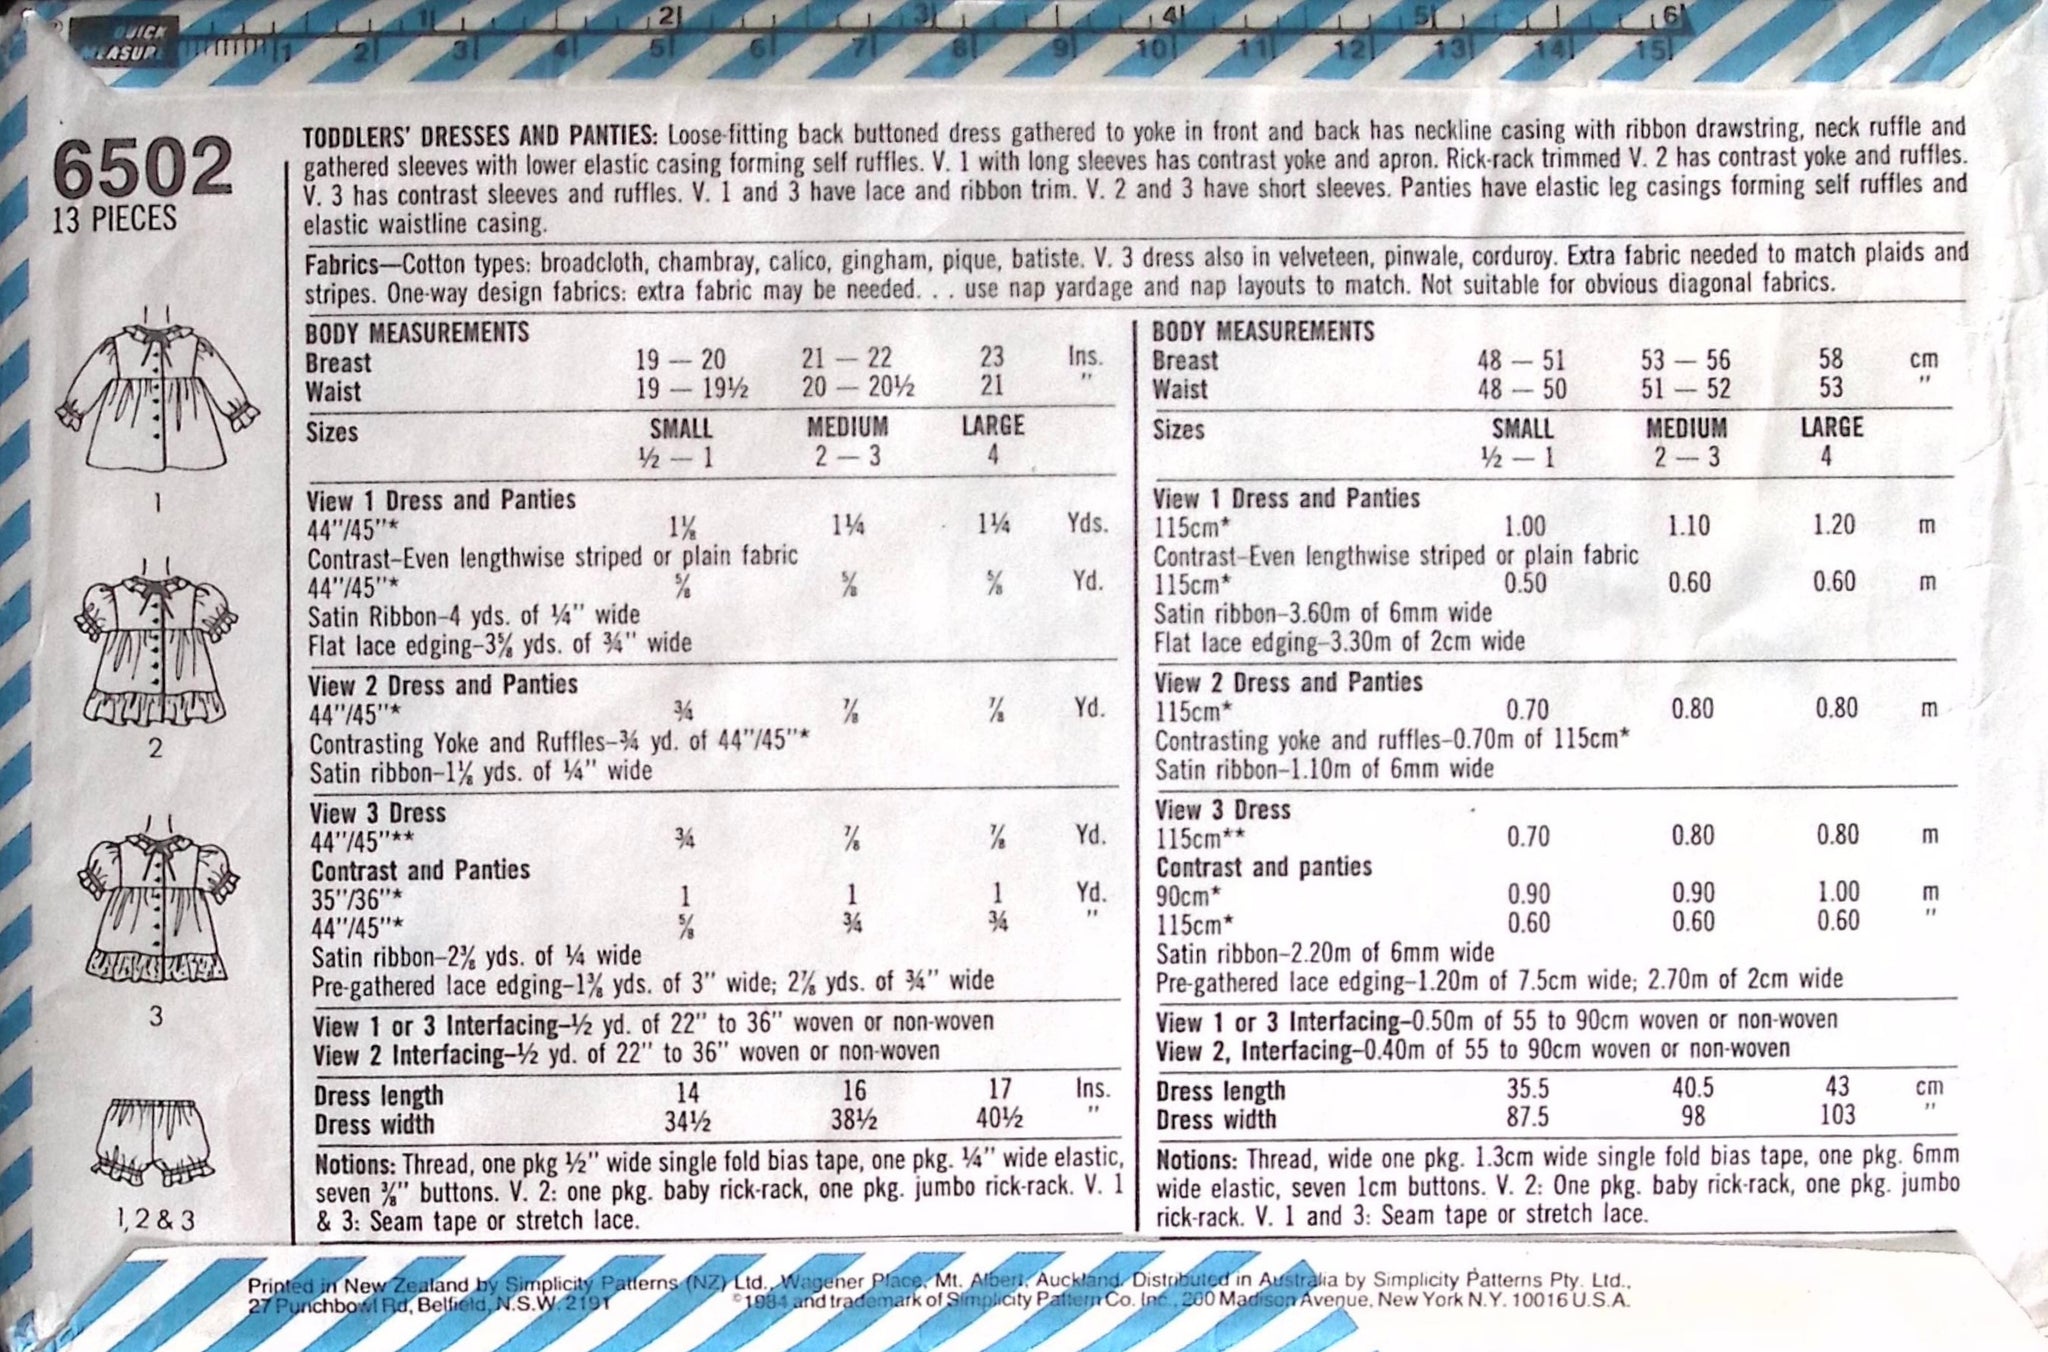 QUICK MEASURE
1 2 3 4 5 6
1 2 3 4 5 6 7 8 9 10 11 12 13 14 15
6502
13 PIECES
1
2
3
1, 2 & 3
TODDLERS' DRESSES AND PANTIES: Loose-fitting back buttoned dress gathered to yoke in front and back has neckline casing with ribbon drawstring, neck ruffle and
gathered sleeves with lower elastic casing forming self ruffles. V. 1 with long sleeves has contrast yoke and apron. Rick-rack trimmed V. 2 has contrast yoke and ruffles.
V. 3 has contrast sleeves and ruffles. V. 1 and 3 have lace and ribbon trim. V. 2 and 3 have short sleeves. Panties have elastic leg casings forming self ruffles and
elastic waistline casing.
Fabrics—Cotton types: broadcloth, chambray, calico, gingham, pique, batiste. V. 3 dress also in velveteen, pinwale, corduroy. Extra fabric needed to match plaids and
stripes. One-way design fabrics: extra fabric may be needed. . . use nap yardage and nap layouts to match. Not suitable for obvious diagonal fabrics.
BODY MEASUREMENTS
Breast 19 — 20 21 — 22 23 Ins.
Waist 19 — 19½ 20 — 20½ 21 "
Sizes SMALL MEDIUM LARGE
½ — 1 2 — 3 4
View 1 Dress and Panties
44"/45"* 1⅛ 1¼ 1¼ Yds.
Contrast–Even lengthwise striped or plain fabric
44"/45"* ⅝ ⅝ ⅝ Yd.
Satin Ribbon–4 yds. of ¼" wide
Flat lace edging–3⅝ yds. of ¾" wide
View 2 Dress and Panties
44"/45"* ¾ ⅞ ⅞ Yd.
Contrasting Yoke and Ruffles–¾ yd. of 44"/45"*
Satin ribbon–1⅛ yds. of ¼" wide
View 3 Dress
44"/45"** ¾ ⅞ ⅞ Yd.
Contrast and Panties
35"/36"* 1 1 1 Yd.
44"/45"* ⅝ ¾ ¾ "
Satin ribbon–2⅜ yds. of ¼ wide
Pre-gathered lace edging–1⅜ yds. of 3" wide; 2⅞ yds. of ¾" wide
View 1 or 3 Interfacing–½ yd. of 22" to 36" woven or non-woven
View 2 Interfacing–½ yd. of 22" to 36" woven or non-woven
Dress length 14 16 17 Ins.
Dress width 34½ 38½ 40½ "
Notions: Thread, one pkg ½" wide single fold bias tape, one pkg. ¼" wide elastic,
seven ⅜" buttons. V. 2: one pkg. baby rick-rack, one pkg. jumbo rick-rack. V. 1
& 3: Seam tape or stretch lace.
BODY MEASUREMENTS
Breast 48 — 51 53 — 56 58 cm
Waist 48 — 50 51 — 52 53 "
Sizes SMALL MEDIUM LARGE
½ — 1 2 — 3 4
View 1 Dress and Panties
115cm* 1.00 1.10 1.20 m
Contrast–Even lengthwise striped or plain fabric
115cm* 0.50 0.60 0.60 m
Satin ribbon–3.60m of 6mm wide
Flat lace edging–3.30m of 2cm wide
View 2 Dress and Panties
115cm* 0.70 0.80 0.80 m
Contrasting yoke and ruffles–0.70m of 115cm*
Satin ribbon–1.10m of 6mm wide
View 3 Dress
115cm** 0.70 0.80 0.80 m
Contrast and panties
90cm* 0.90 0.90 1.00 m
115cm* 0.60 0.60 0.60 "
Satin ribbon–2.20m of 6mm wide
Pre-gathered lace edging–1.20m of 7.5cm wide; 2.70m of 2cm wide
View 1 or 3 Interfacing–0.50m of 55 to 90cm woven or non-woven
View 2, Interfacing–0.40m of 55 to 90cm woven or non-woven
Dress length 35.5 40.5 43 cm
Dress width 87.5 98 103 "
Notions: Thread, wide one pkg. 1.3cm wide single fold bias tape, one pkg. 6mm
wide elastic, seven 1cm buttons. V. 2: One pkg. baby rick-rack, one pkg. jumbo
rick-rack. V. 1 and 3: Seam tape or stretch lace.
Printed in New Zealand by Simplicity Patterns (NZ) Ltd., Wagener Place, Mt. Albert, Auckland. Distributed in Australia by Simplicity Patterns Pty. Ltd.,
27 Punchbowl Rd, Belfield, N.S.W. 2191 ©1984 and trademark of Simplicity Pattern Co. Inc., 200 Madison Avenue, New York N.Y. 10016 U.S.A.